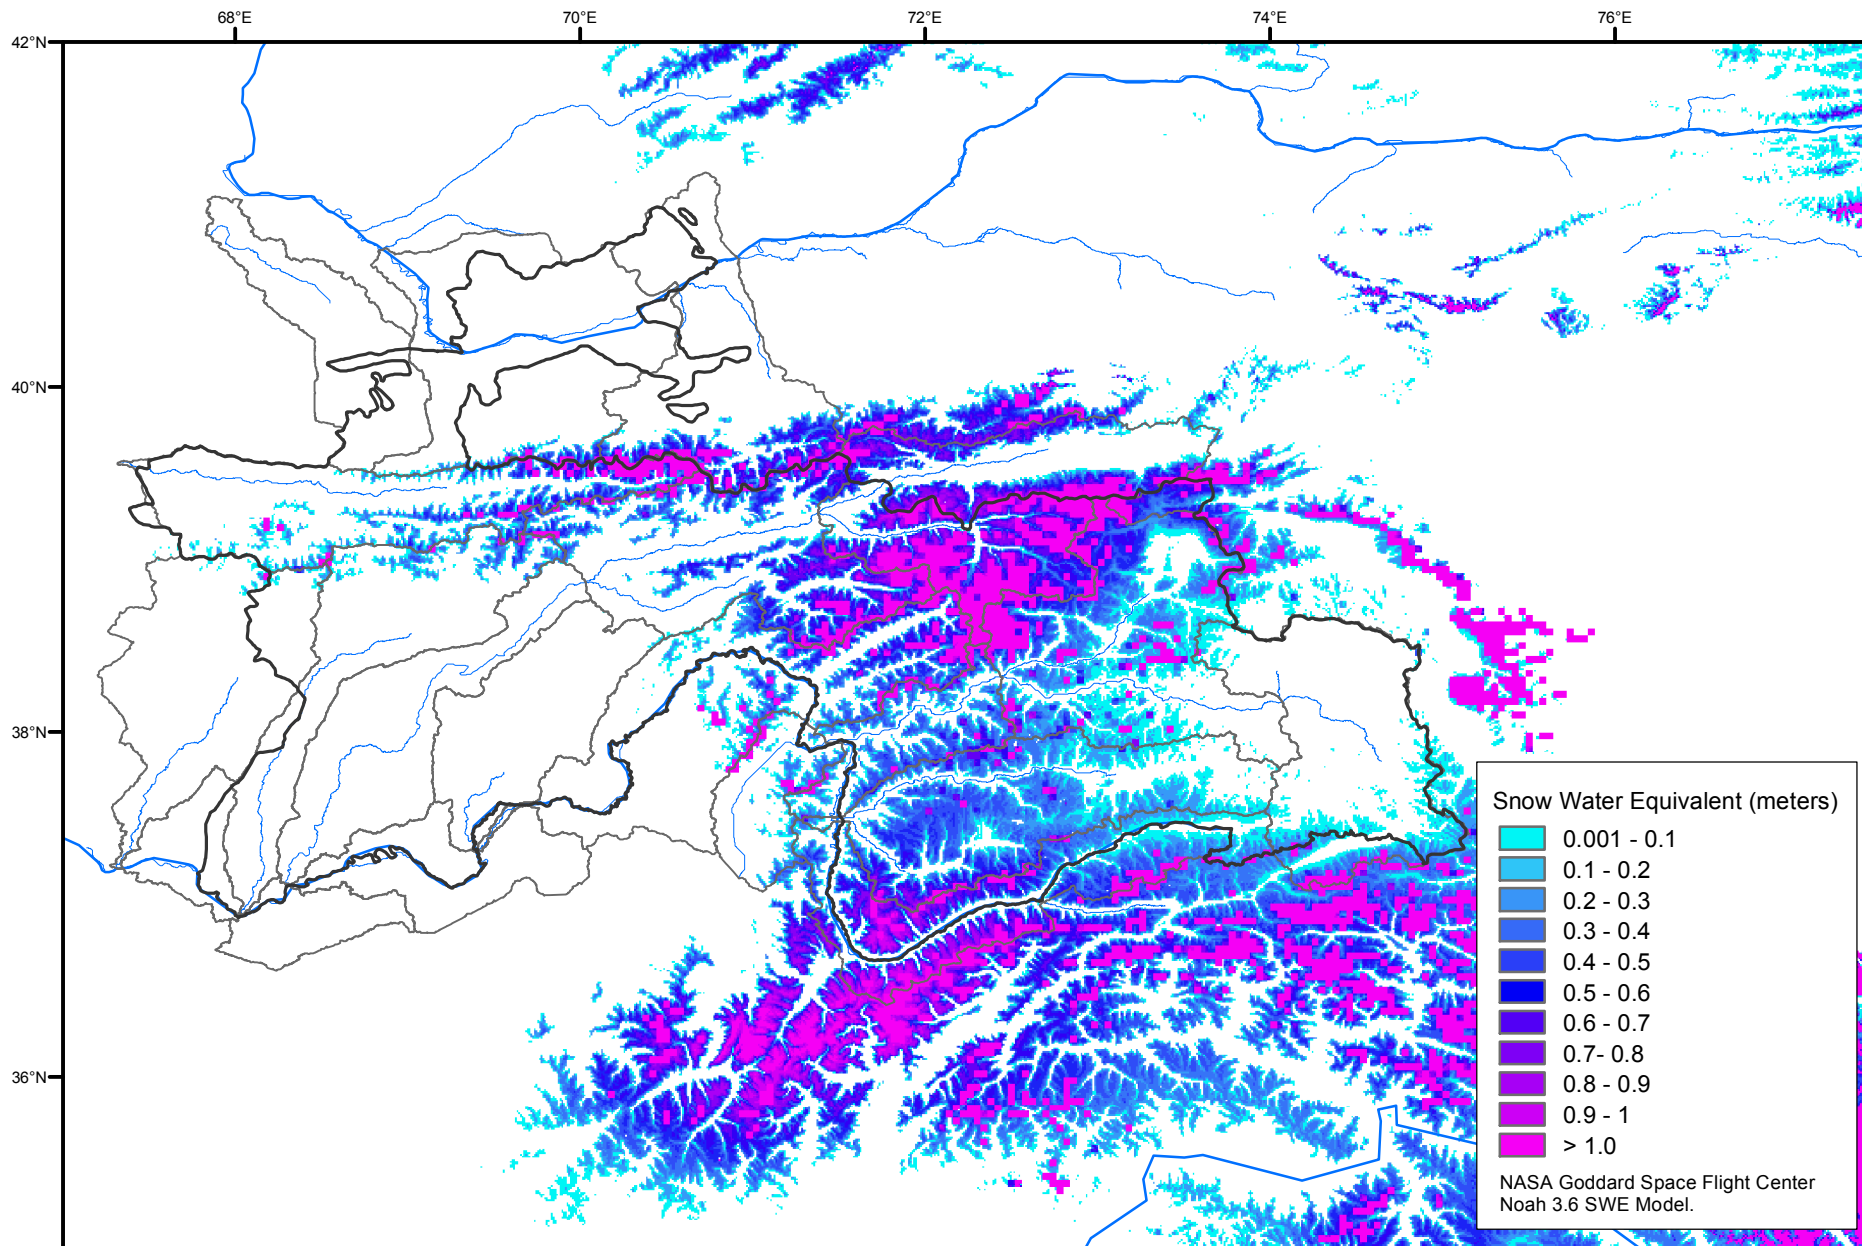 68°E
70°E
72°E
74°E
76°E
42°N
40°N
38°N
36°N
Snow Water Equivalent (meters)
0.001 - 0.1
0.1 - 0.2
0.2 - 0.3
0.3 - 0.4
0.4 - 0.5
0.5 - 0.6
0.6 - 0.7
0.7- 0.8
0.8 - 0.9
0.9 - 1
> 1.0
NASA Goddard Space Flight Center
Noah 3.6 SWE Model.